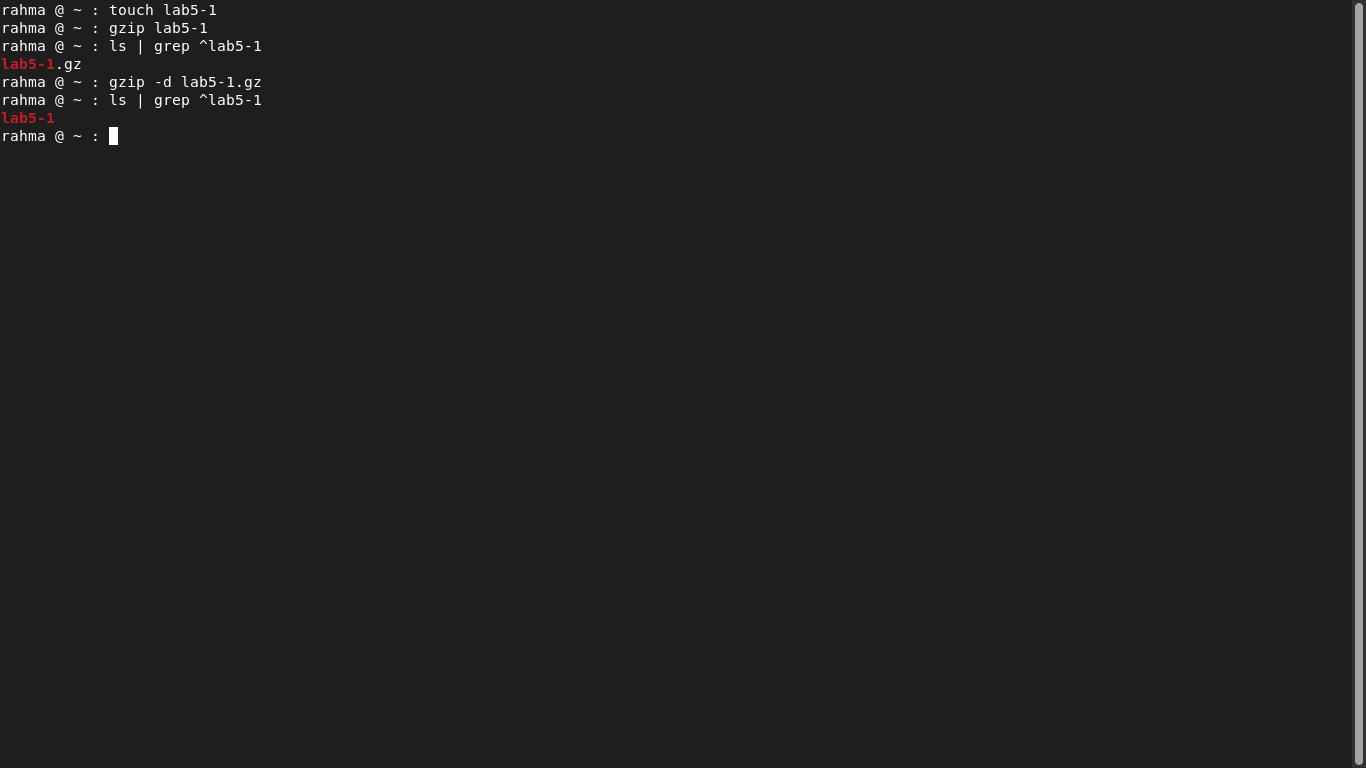 rahma @ ~ : touch lab5-1
rahma @ ~ : gzip lab5-1
rahma @ ~ : ls | grep ^lab5-1
lab5-1.gz
rahma @ ~ : gzip -d lab5-1.gz
rahma @ ~ : ls | grep ^lab5-1
lab5-1
rahma @ ~ :